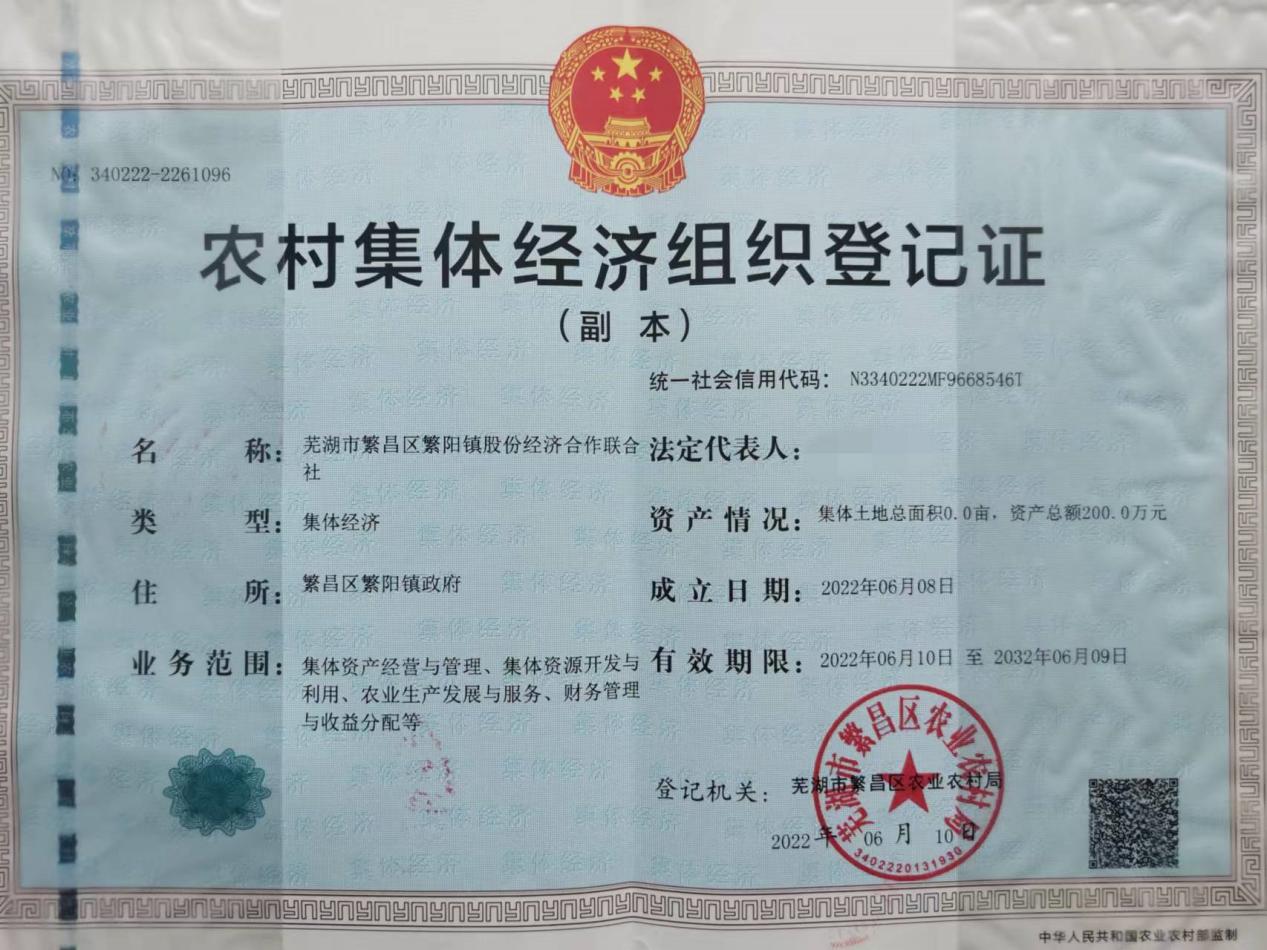 NO: 340222-2261096
农村集体经济组织登记证
（副 本）
统一社会信用代码： N3340222MF9668546T
名 称： 芜湖市繁昌区繁阳镇股份经济合作联合
社
法定代表人：
类 型： 集体经济
资产情况： 集体土地总面积0.0亩，资产总额200.0万元
住 所： 繁昌区繁阳镇政府
成立日期： 2022年06月08日
业务范围： 集体资产经营与管理、集体资源开发与
利用、农业生产发展与服务、财务管理
与收益分配等
有效期限： 2022年06月10日 至 2032年06月09日
登记机关： 芜湖市繁昌区农业农村局
2022 年 06 月 10 日
芜湖市繁昌区农业农村局
3402220131930
中华人民共和国农业农村部监制